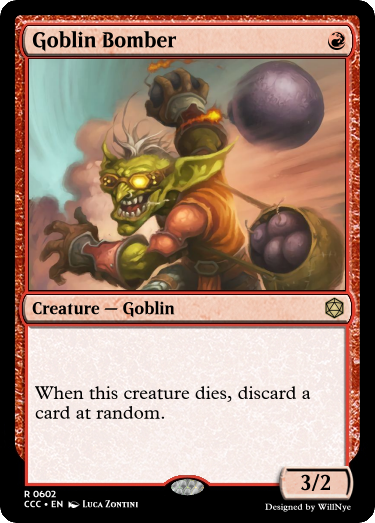 Goblin Bomber
Creature — Goblin
When this creature dies, discard a
card at random.
3/2
R 0602
CCC • EN Luca Zontini
Designed by WillNye